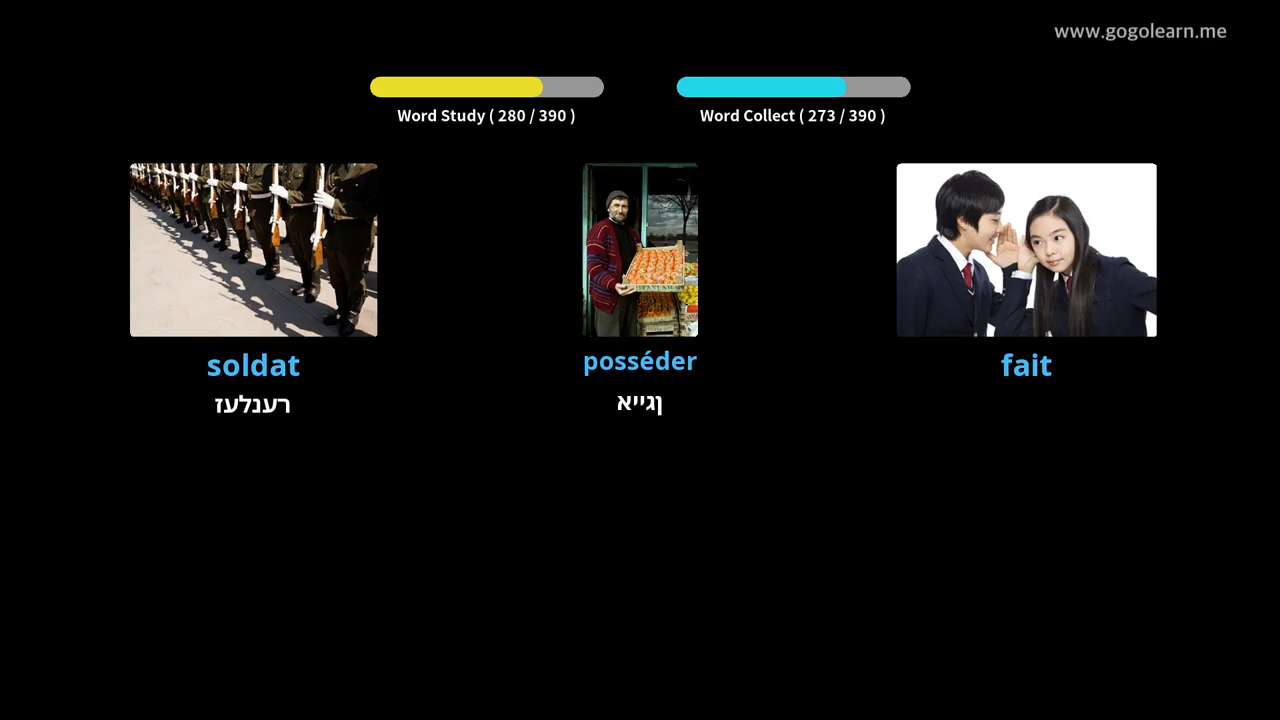 www.gogolearn.me
Word Study ( 280 / 390 )
Word Collect ( 273 / 390 )
soldat
posséder
fait
רענלעז
ןגייא